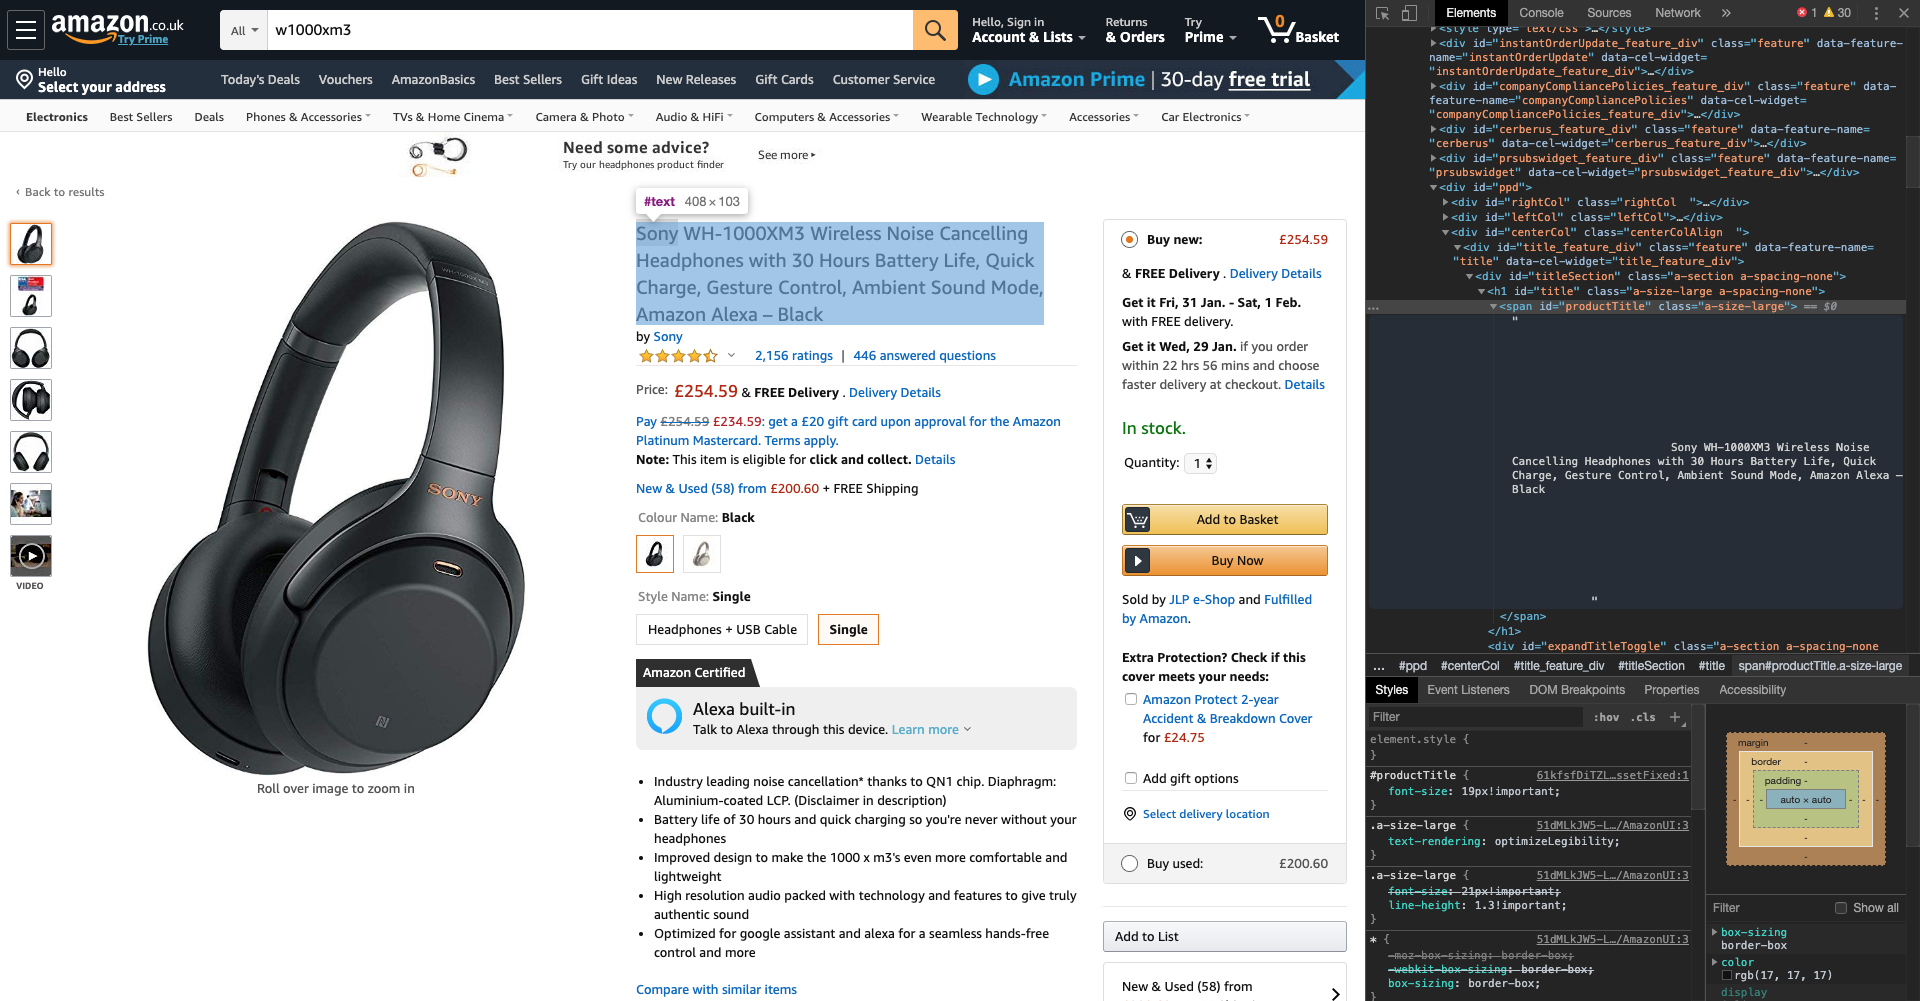 amazon.co.uk
Try Prime
All
w1000xm3
Hello, Sign in
Account & Lists
Returns
& Orders
Try
Prime
0
Basket
Hello
Select your address
Today's Deals
Vouchers
AmazonBasics
Best Sellers
Gift Ideas
New Releases
Gift Cards
Customer Service
Amazon Prime | 30-day free trial
Electronics
Best Sellers
Deals
Phones & Accessories
TVs & Home Cinema
Camera & Photo
Audio & HiFi
Computers & Accessories
Wearable Technology
Accessories
Car Electronics
Need some advice?
Try our headphones product finder
See more
‹ Back to results
VIDEO
WH-1000XM3
SONY
Roll over image to zoom in
#text 408 × 103
Sony WH-1000XM3 Wireless Noise Cancelling
Headphones with 30 Hours Battery Life, Quick
Charge, Gesture Control, Ambient Sound Mode,
Amazon Alexa – Black
by Sony
2,156 ratings | 446 answered questions
Price: £254.59 & FREE Delivery . Delivery Details
Pay £254.59 £234.59: get a £20 gift card upon approval for the Amazon
Platinum Mastercard. Terms apply.
Note: This item is eligible for click and collect. Details
New & Used (58) from £200.60 + FREE Shipping
Colour Name: Black
Style Name: Single
Headphones + USB Cable
Single
Amazon Certified
Alexa built-in
Talk to Alexa through this device. Learn more
• Industry leading noise cancellation* thanks to QN1 chip. Diaphragm:
Aluminium-coated LCP. (Disclaimer in description)
• Battery life of 30 hours and quick charging so you're never without your
headphones
• Improved design to make the 1000 x m3's even more comfortable and
lightweight
• High resolution audio packed with technology and features to give truly
authentic sound
• Optimized for google assistant and alexa for a seamless hands-free
control and more
Compare with similar items
Buy new: £254.59
& FREE Delivery . Delivery Details
Get it Fri, 31 Jan. - Sat, 1 Feb.
with FREE delivery.
Get it Wed, 29 Jan. if you order
within 22 hrs 56 mins and choose
faster delivery at checkout. Details
In stock.
Quantity: 1
Add to Basket
Buy Now
Sold by JLP e-Shop and Fulfilled
by Amazon.
Extra Protection? Check if this
cover meets your needs:
Amazon Protect 2-year
Accident & Breakdown Cover
for £24.75
Add gift options
Select delivery location
Buy used: £200.60
Add to List
New & Used (58) from
Elements
Console
Sources
Network
»
1
30
<style type="text/css">…</style>
<div id="instantOrderUpdate_feature_div" class="feature" data-feature-
name="instantOrderUpdate" data-cel-widget=
"instantOrderUpdate_feature_div">…</div>
<div id="companyCompliancePolicies_feature_div" class="feature" data-
feature-name="companyCompliancePolicies" data-cel-widget=
"companyCompliancePolicies_feature_div">…</div>
<div id="cerberus_feature_div" class="feature" data-feature-name=
"cerberus" data-cel-widget="cerberus_feature_div">…</div>
<div id="prsubswidget_feature_div" class="feature" data-feature-name=
"prsubswidget" data-cel-widget="prsubswidget_feature_div">…</div>
<div id="ppd">
<div id="rightCol" class="rightCol  ">…</div>
<div id="leftCol" class="leftCol">…</div>
<div id="centerCol" class="centerColAlign  ">
<div id="title_feature_div" class="feature" data-feature-name=
"title" data-cel-widget="title_feature_div">
<div id="titleSection" class="a-section a-spacing-none">
<h1 id="title" class="a-size-large a-spacing-none">
… <span id="productTitle" class="a-size-large"> == $0
"
Sony WH-1000XM3 Wireless Noise
Cancelling Headphones with 30 Hours Battery Life, Quick
Charge, Gesture Control, Ambient Sound Mode, Amazon Alexa –
Black
"
</span>
</h1>
<div id="expandTitleToggle" class="a-section a-spacing-none
… #ppd #centerCol #title_feature_div #titleSection #title span#productTitle.a-size-large
Styles
Event Listeners
DOM Breakpoints
Properties
Accessibility
Filter
:hov .cls +
element.style {
}
#productTitle { 61kfsfDiTZL…ssetFixed:1
font-size: 19px!important;
}
.a-size-large { 51dMLkJW5-L…/AmazonUI:3
text-rendering: optimizeLegibility;
}
.a-size-large { 51dMLkJW5-L…/AmazonUI:3
font-size: 21px!important;
line-height: 1.3!important;
}
* { 51dMLkJW5-L…/AmazonUI:3
-moz-box-sizing: border-box;
-webkit-box-sizing: border-box;
box-sizing: border-box;
}
margin -
border -
padding -
auto × auto
Filter
Show all
box-sizing
border-box
color
rgb(17, 17, 17)
display